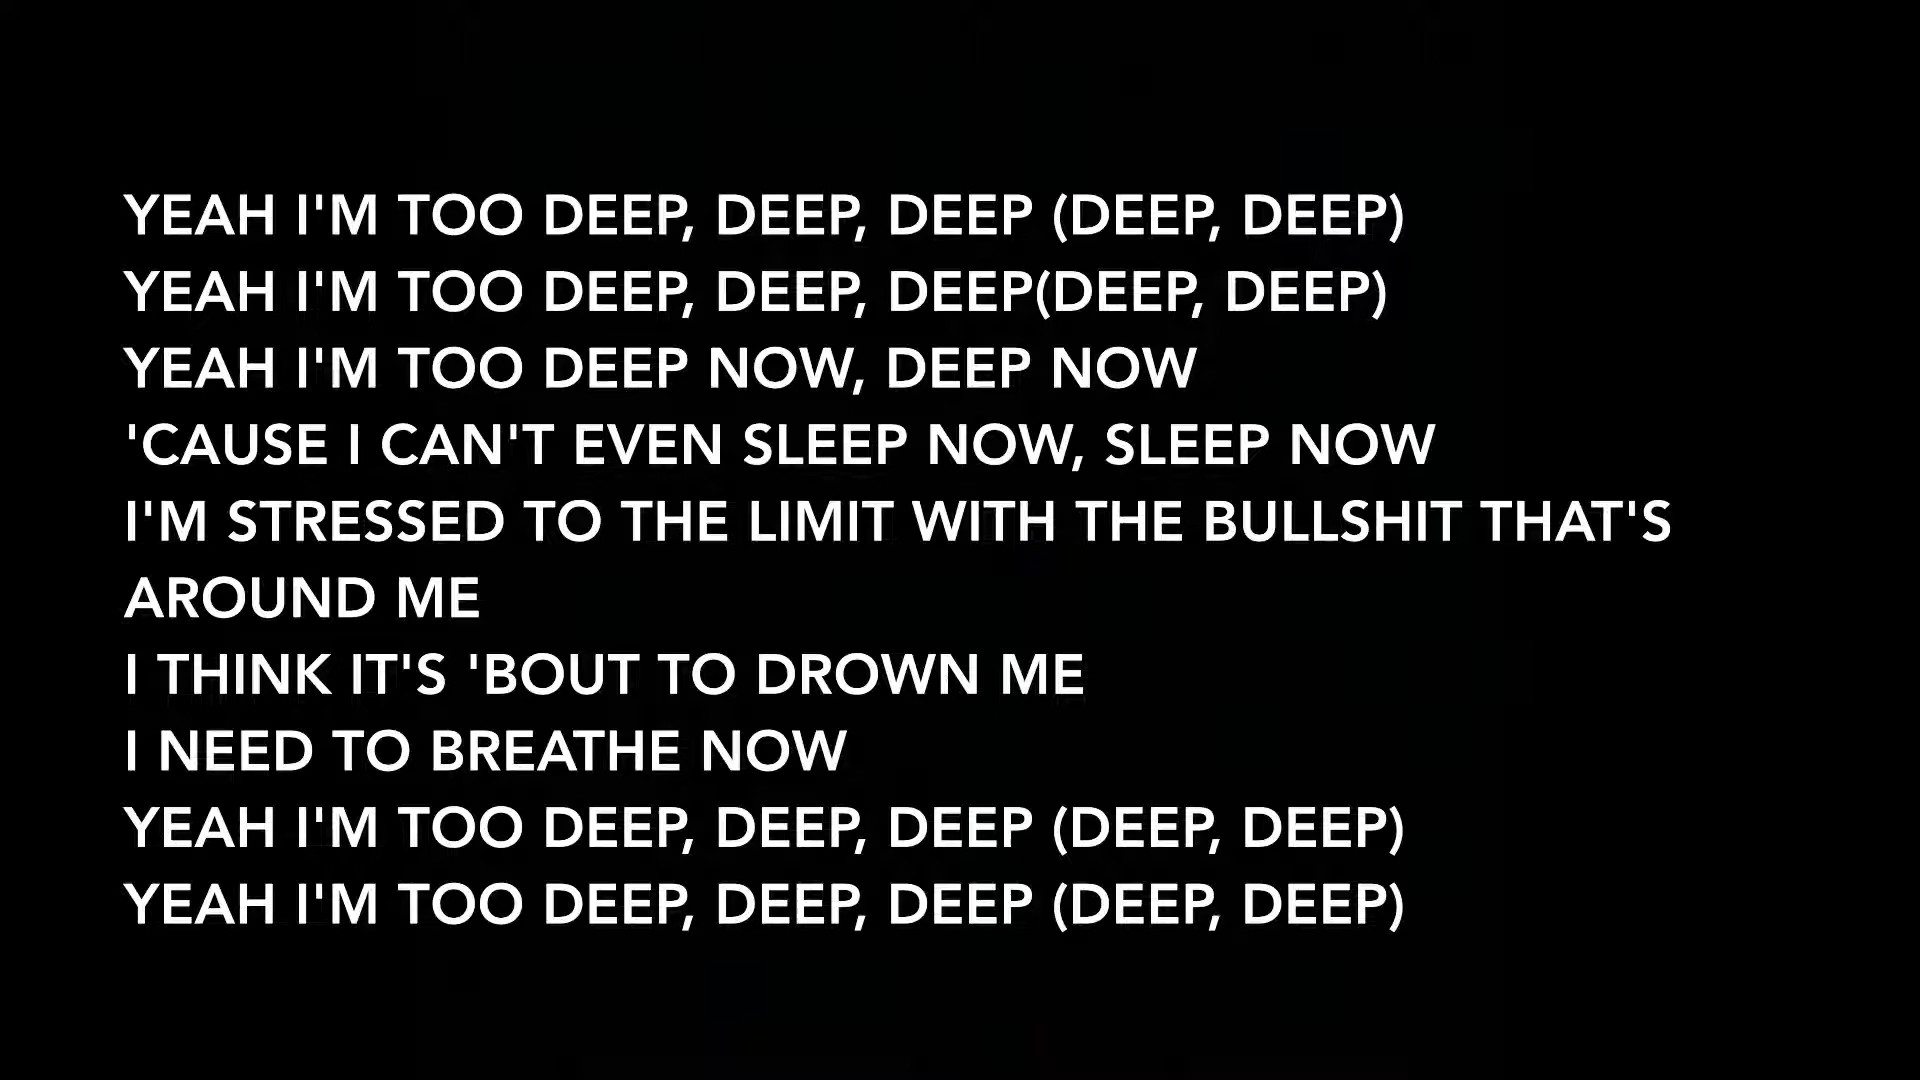 YEAH I'M TOO DEEP, DEEP, DEEP (DEEP, DEEP)
YEAH I'M TOO DEEP, DEEP, DEEP(DEEP, DEEP)
YEAH I'M TOO DEEP NOW, DEEP NOW
'CAUSE I CAN'T EVEN SLEEP NOW, SLEEP NOW
I'M STRESSED TO THE LIMIT WITH THE BULLSHIT THAT'S
AROUND ME
I THINK IT'S 'BOUT TO DROWN ME
I NEED TO BREATHE NOW
YEAH I'M TOO DEEP, DEEP, DEEP (DEEP, DEEP)
YEAH I'M TOO DEEP, DEEP, DEEP (DEEP, DEEP)